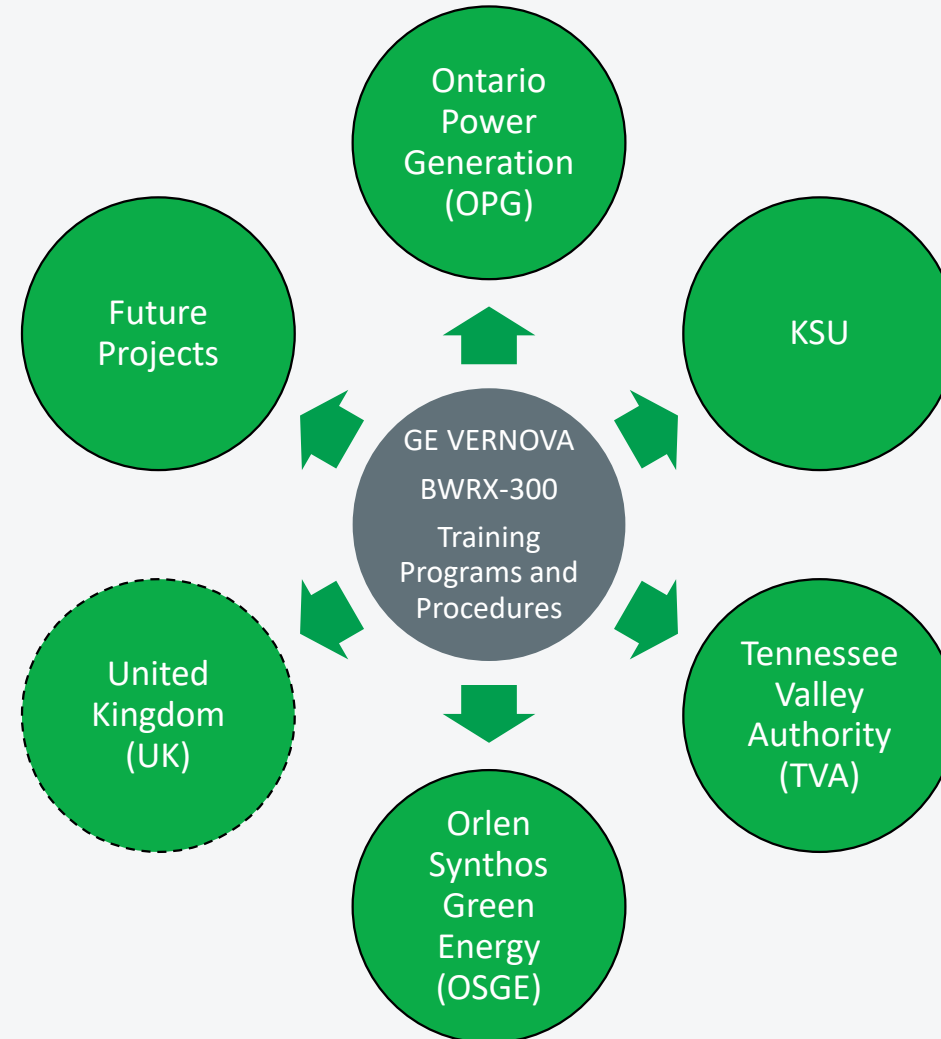 Ontario
Power
Generation
(OPG)
Future
Projects
KSU
GE VERNOVA
BWRX-300
Training
Programs and
Procedures
United
Kingdom
(UK)
Tennessee
Valley
Authority
(TVA)
Orlen
Synthos
Green
Energy
(OSGE)